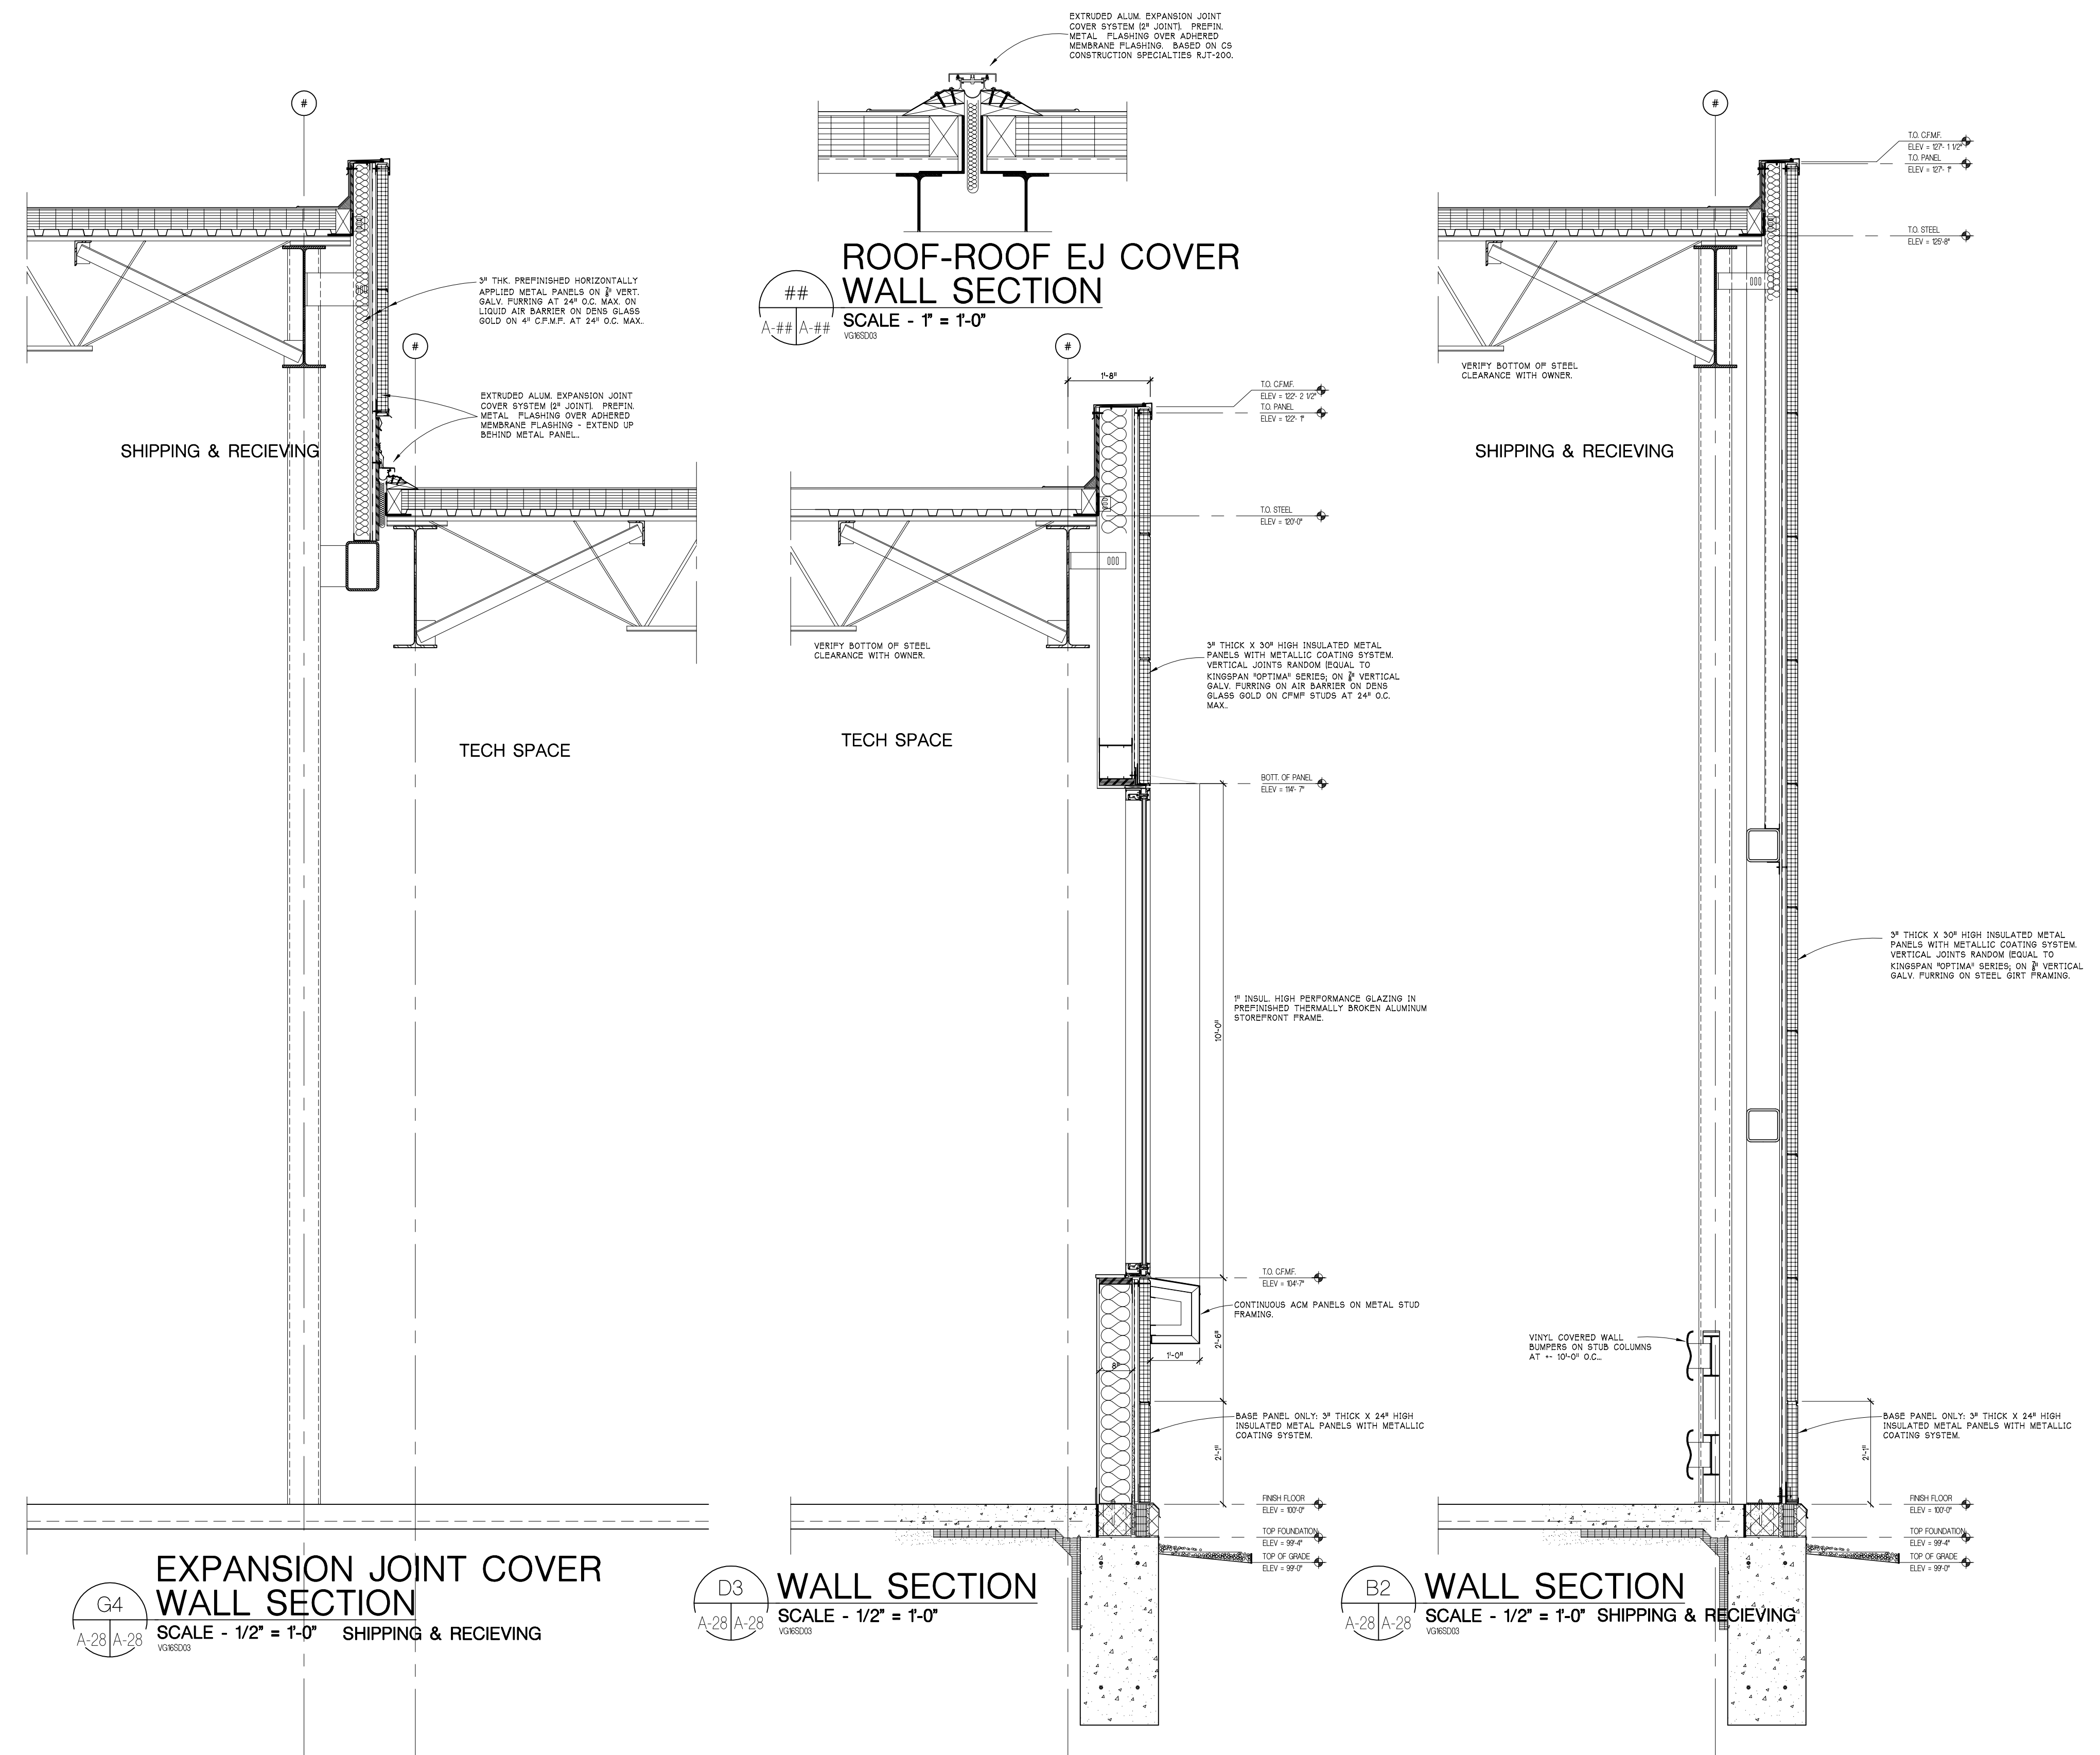 EXTRUDED ALUM. EXPANSION JOINT
COVER SYSTEM (2" JOINT). PREFIN.
METAL FLASHING OVER ADHERED
MEMBRANE FLASHING. BASED ON CS
CONSTRUCTION SPECIALTIES RJT-200.
ROOF-ROOF EJ COVER
WALL SECTION
##
A-## A-##
SCALE - 1" = 1'-0"
VG16SD03
#
3" THK. PREFINISHED HORIZONTALLY
APPLIED METAL PANELS ON 7/8" VERT.
GALV. FURRING AT 24" O.C. MAX. ON
LIQUID AIR BARRIER ON DENS GLASS
GOLD ON 4" C.F.M.F. AT 24" O.C. MAX..
#
EXTRUDED ALUM. EXPANSION JOINT
COVER SYSTEM (2" JOINT). PREFIN.
METAL FLASHING OVER ADHERED
MEMBRANE FLASHING - EXTEND UP
BEHIND METAL PANEL..
SHIPPING & RECIEVING
TECH SPACE
EXPANSION JOINT COVER
WALL SECTION
G4
A-28 A-28
SCALE - 1/2" = 1'-0" SHIPPING & RECIEVING
VG16SD03
#
1'-8"
T.O. C.F.M.F.
ELEV = 122'- 2 1/2"
T.O. PANEL
ELEV = 122'- 1"
T.O. STEEL
ELEV = 120'-0"
VERIFY BOTTOM OF STEEL
CLEARANCE WITH OWNER.
3" THICK X 30" HIGH INSULATED METAL
PANELS WITH METALLIC COATING SYSTEM.
VERTICAL JOINTS RANDOM (EQUAL TO
KINGSPAN "OPTIMA" SERIES; ON 7/8" VERTICAL
GALV. FURRING ON AIR BARRIER ON DENS
GLASS GOLD ON CFMF STUDS AT 24" O.C.
MAX..
TECH SPACE
BOTT. OF PANEL
ELEV = 114'- 7"
1" INSUL. HIGH PERFORMANCE GLAZING IN
PREFINISHED THERMALLY BROKEN ALUMINUM
STOREFRONT FRAME.
10'-0"
T.O. C.F.M.F.
ELEV = 104'-7"
CONTINUOUS ACM PANELS ON METAL STUD
FRAMING.
2'-6"
1'-0"
8"
BASE PANEL ONLY: 3" THICK X 24" HIGH
INSULATED METAL PANELS WITH METALLIC
COATING SYSTEM.
2'-1"
FINISH FLOOR
ELEV = 100'-0"
TOP FOUNDATION
ELEV = 99'-4"
TOP OF GRADE
ELEV = 99'-0"
D3
A-28 A-28
WALL SECTION
SCALE - 1/2" = 1'-0"
VG16SD03
#
T.O. C.F.M.F.
ELEV = 127'- 1 1/2"
T.O. PANEL
ELEV = 127'- 1"
T.O. STEEL
ELEV = 125'-8"
VERIFY BOTTOM OF STEEL
CLEARANCE WITH OWNER.
SHIPPING & RECIEVING
3" THICK X 30" HIGH INSULATED METAL
PANELS WITH METALLIC COATING SYSTEM.
VERTICAL JOINTS RANDOM (EQUAL TO
KINGSPAN "OPTIMA" SERIES; ON 7/8" VERTICAL
GALV. FURRING ON STEEL GIRT FRAMING.
VINYL COVERED WALL
BUMPERS ON STUB COLUMNS
AT +- 10'-0" O.C...
BASE PANEL ONLY: 3" THICK X 24" HIGH
INSULATED METAL PANELS WITH METALLIC
COATING SYSTEM.
2'-1"
FINISH FLOOR
ELEV = 100'-0"
TOP FOUNDATION
ELEV = 99'-4"
TOP OF GRADE
ELEV = 99'-0"
B2
A-28 A-28
WALL SECTION
SCALE - 1/2" = 1'-0" SHIPPING & RECIEVING
VG16SD03